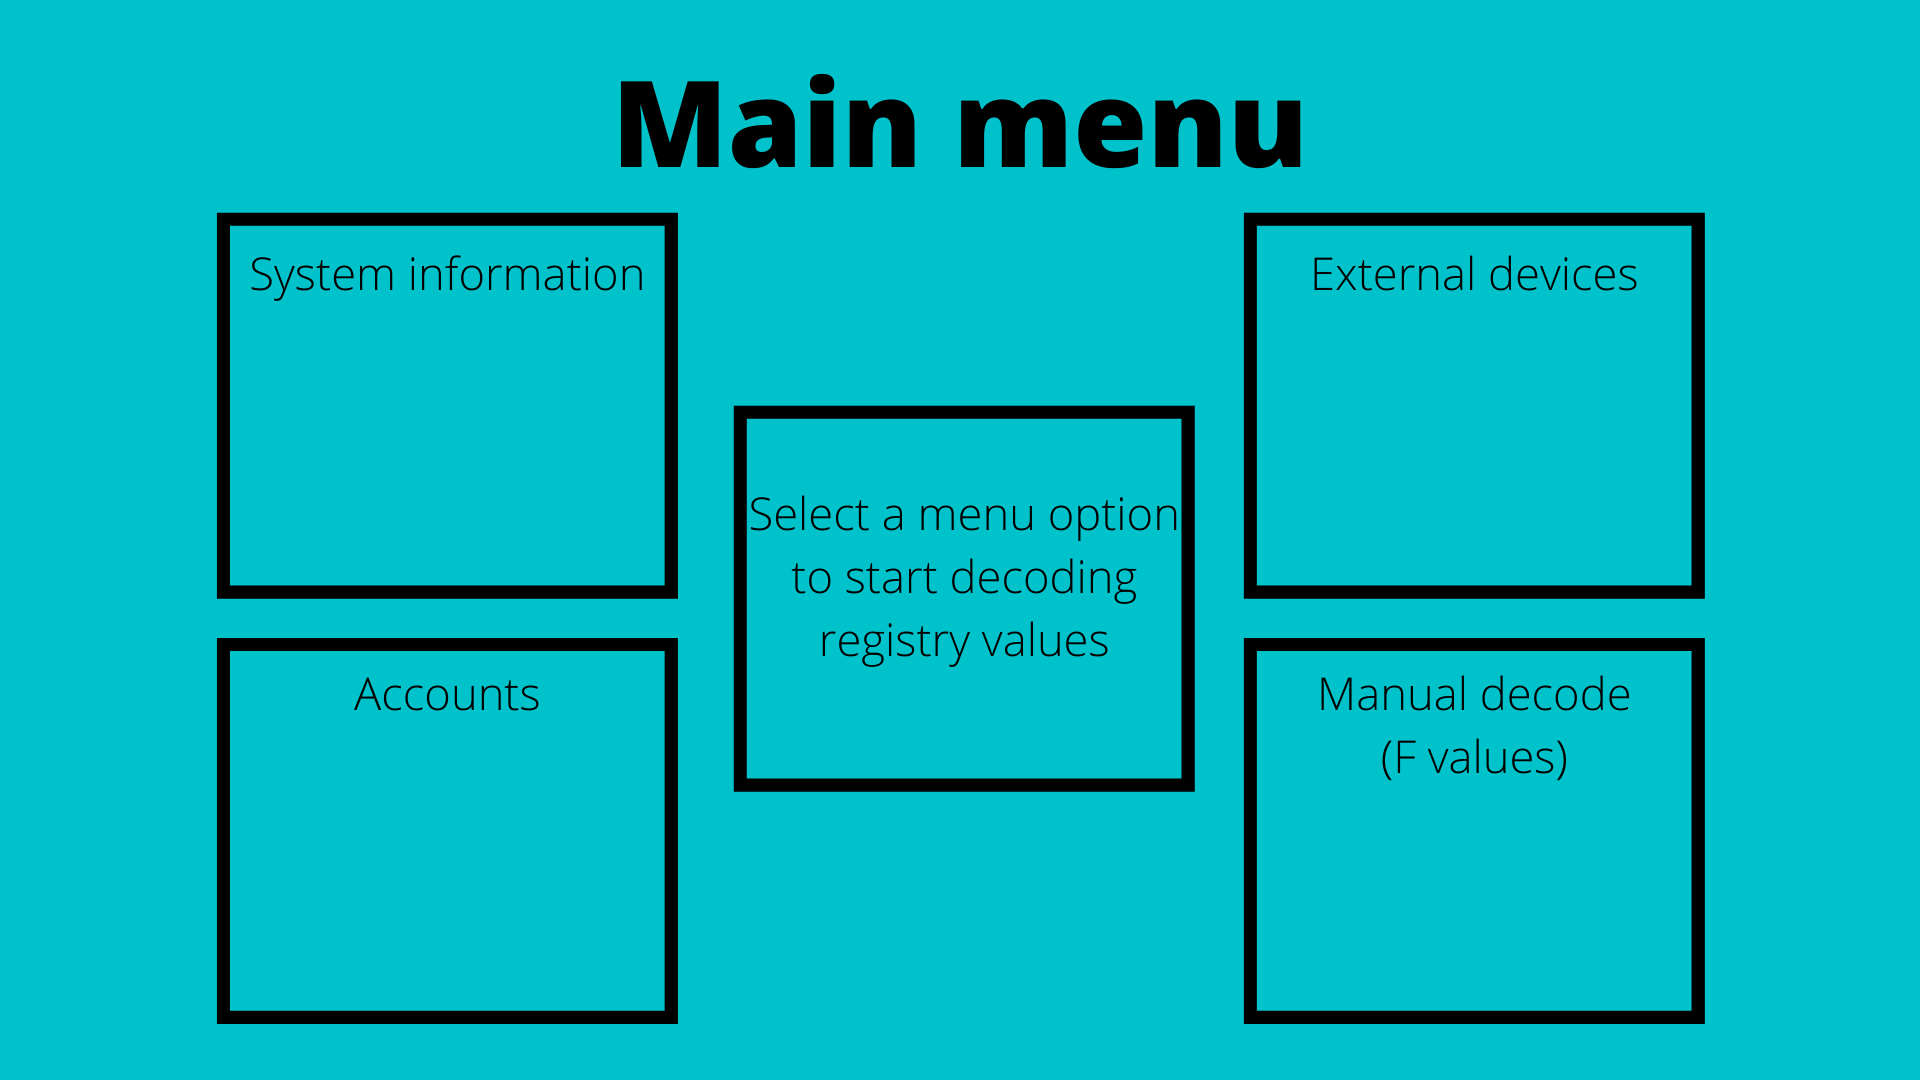 Main menu
System information
External devices
Select a menu option
to start decoding
registry values
Accounts
Manual decode
(F values)